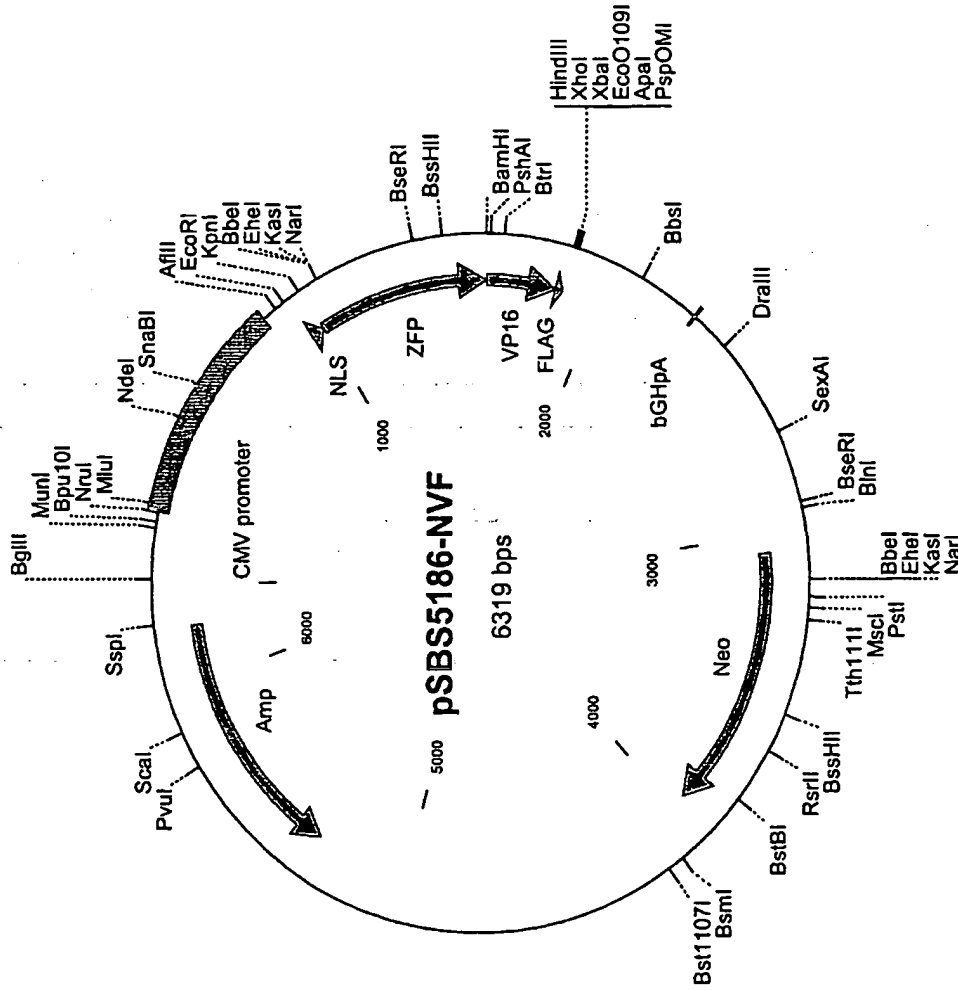 BglII
MunI
Bpu10I
NruI
MluI
NdeI
SnaBI
AflII
EcoRI
KpnI
BbeI
EheI
KasI
NarI
BseRI
BssHII
BamHI
PshAI
BtrI
HindIII
XhoI
XbaI
EcoO109I
ApaI
PspOMI
BbsI
DraIII
SexAI
BseRI
BlnI
BbeI
EheI
KasI
NarI
PstI
MscI
Tth111I
BssHII
RsrII
BstBI
BsmI
Bst1107I
PvuI
ScaI
SspI
CMV promoter
NLS
ZFP
VP16
FLAG
bGHpA
Neo
Amp
1000
2000
3000
4000
5000
6000
pSBS5186-NVF
6319 bps